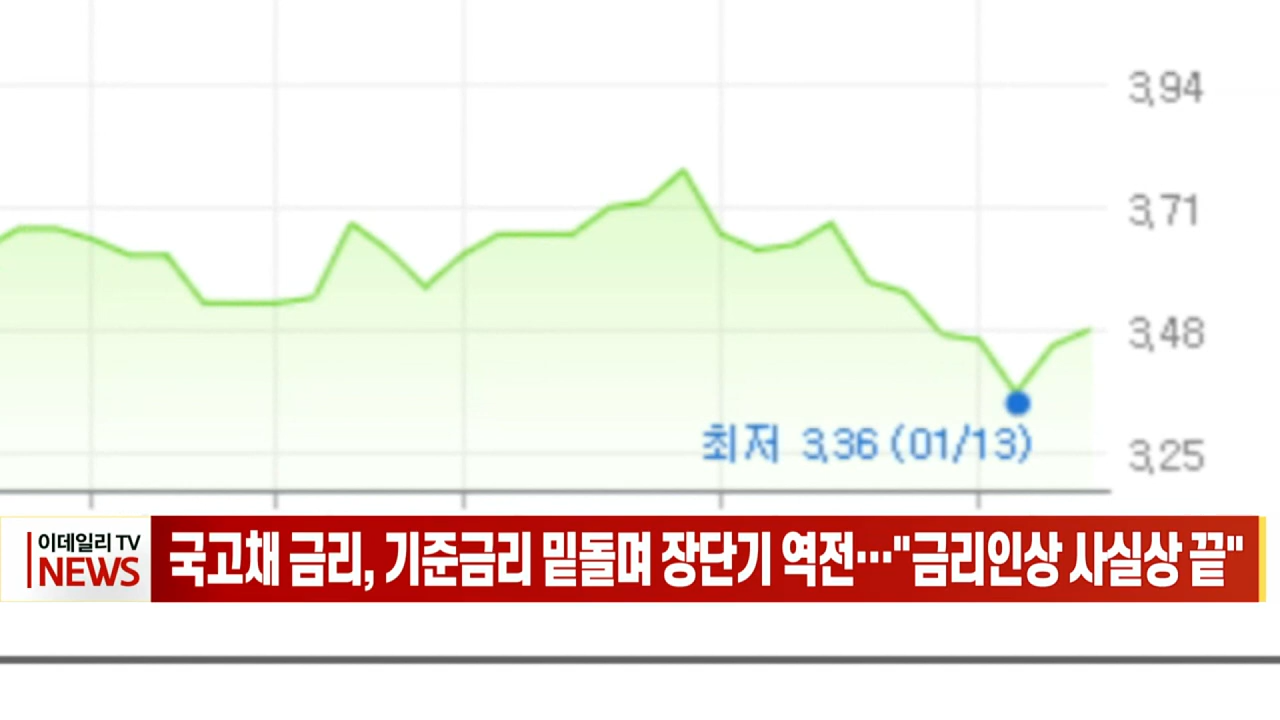 3,94
3,71
3,48
최저 3,36 (01/13)
3,25
이데일리 TV
NEWS
국고채 금리, 기준금리 밑돌며 장단기 역전…"금리인상 사실상 끝"